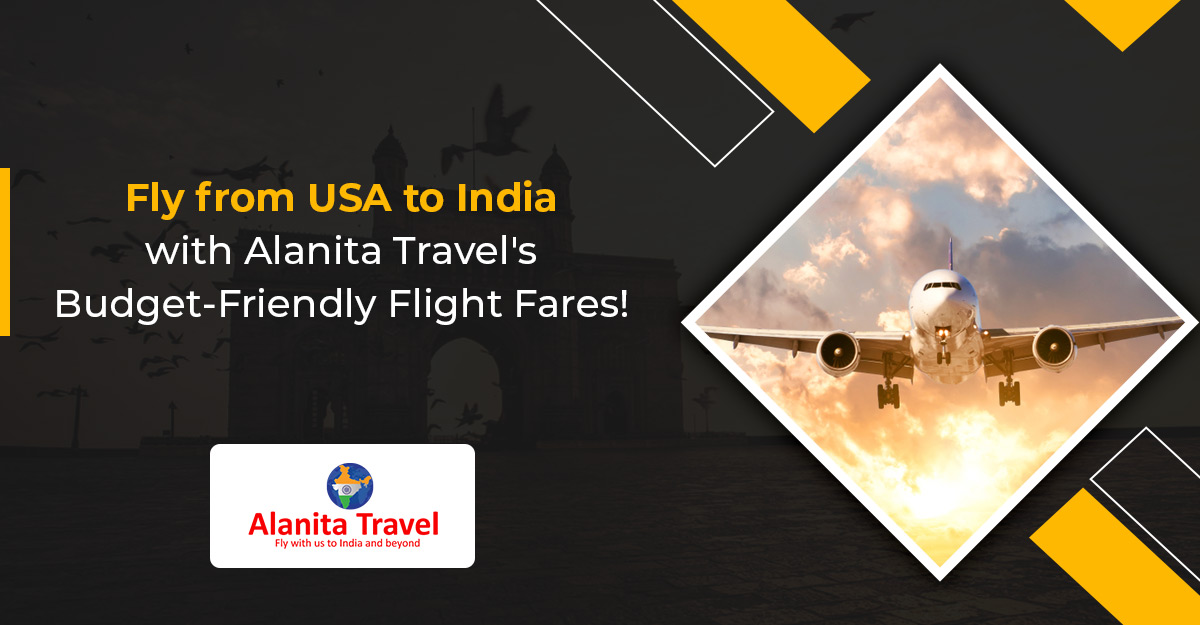 Fly from USA to India
with Alanita Travel's
Budget-Friendly Flight Fares!
Alanita Travel
Fly with us to India and beyond